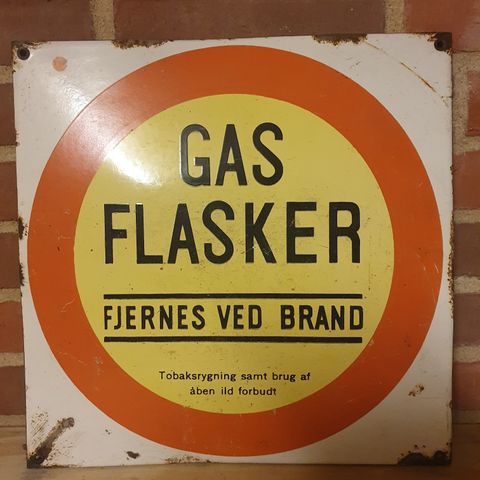 GAS
FLASKER
FJERNES VED BRAND
Tobaksrygning samt brug af
åben ild forbudt